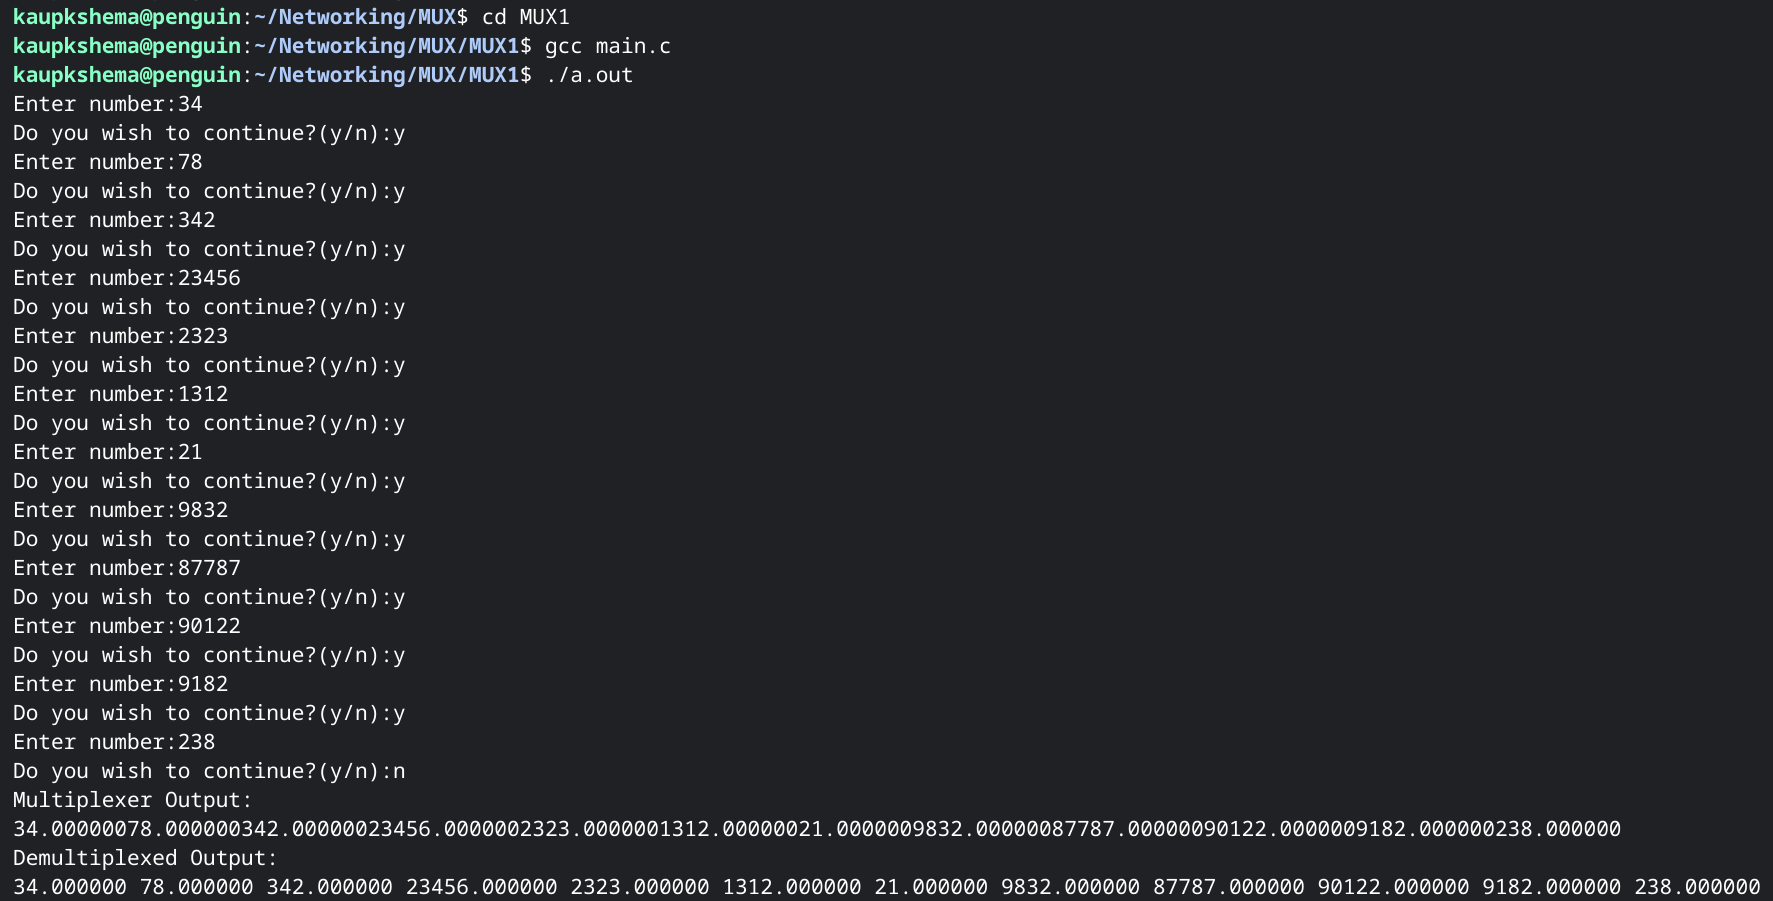 kaupkshema@penguin:~/Networking/MUX$ cd MUX1
kaupkshema@penguin:~/Networking/MUX/MUX1$ gcc main.c
kaupkshema@penguin:~/Networking/MUX/MUX1$ ./a.out
Enter number:34
Do you wish to continue?(y/n):y
Enter number:78
Do you wish to continue?(y/n):y
Enter number:342
Do you wish to continue?(y/n):y
Enter number:23456
Do you wish to continue?(y/n):y
Enter number:2323
Do you wish to continue?(y/n):y
Enter number:1312
Do you wish to continue?(y/n):y
Enter number:21
Do you wish to continue?(y/n):y
Enter number:9832
Do you wish to continue?(y/n):y
Enter number:87787
Do you wish to continue?(y/n):y
Enter number:90122
Do you wish to continue?(y/n):y
Enter number:9182
Do you wish to continue?(y/n):y
Enter number:238
Do you wish to continue?(y/n):n
Multiplexer Output:
34.00000078.000000342.00000023456.0000002323.0000001312.00000021.0000009832.00000087787.00000090122.0000009182.000000238.000000
Demultiplexed Output:
34.000000 78.000000 342.000000 23456.000000 2323.000000 1312.000000 21.000000 9832.000000 87787.000000 90122.000000 9182.000000 238.000000